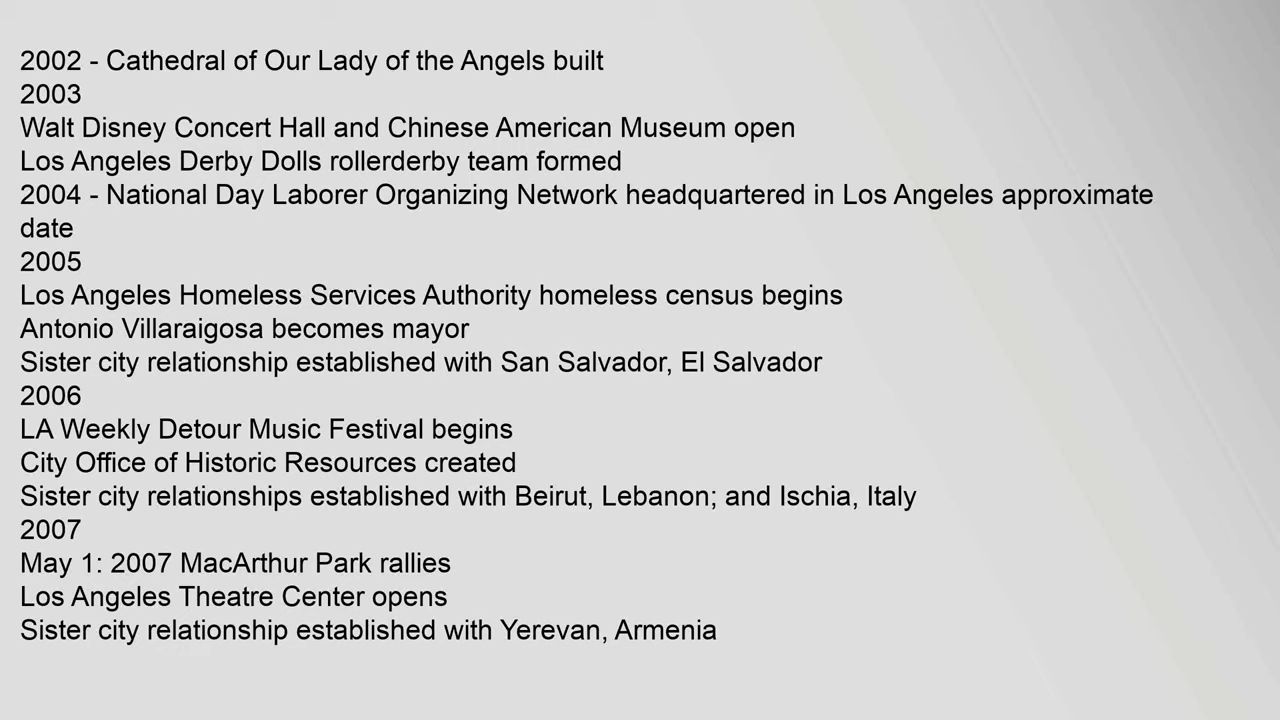 2002 - Cathedral of Our Lady of the Angels built
2003
Walt Disney Concert Hall and Chinese American Museum open
Los Angeles Derby Dolls rollerderby team formed
2004 - National Day Laborer Organizing Network headquartered in Los Angeles approximate
date
2005
Los Angeles Homeless Services Authority homeless census begins
Antonio Villaraigosa becomes mayor
Sister city relationship established with San Salvador, El Salvador
2006
LA Weekly Detour Music Festival begins
City Office of Historic Resources created
Sister city relationships established with Beirut, Lebanon; and Ischia, Italy
2007
May 1: 2007 MacArthur Park rallies
Los Angeles Theatre Center opens
Sister city relationship established with Yerevan, Armenia